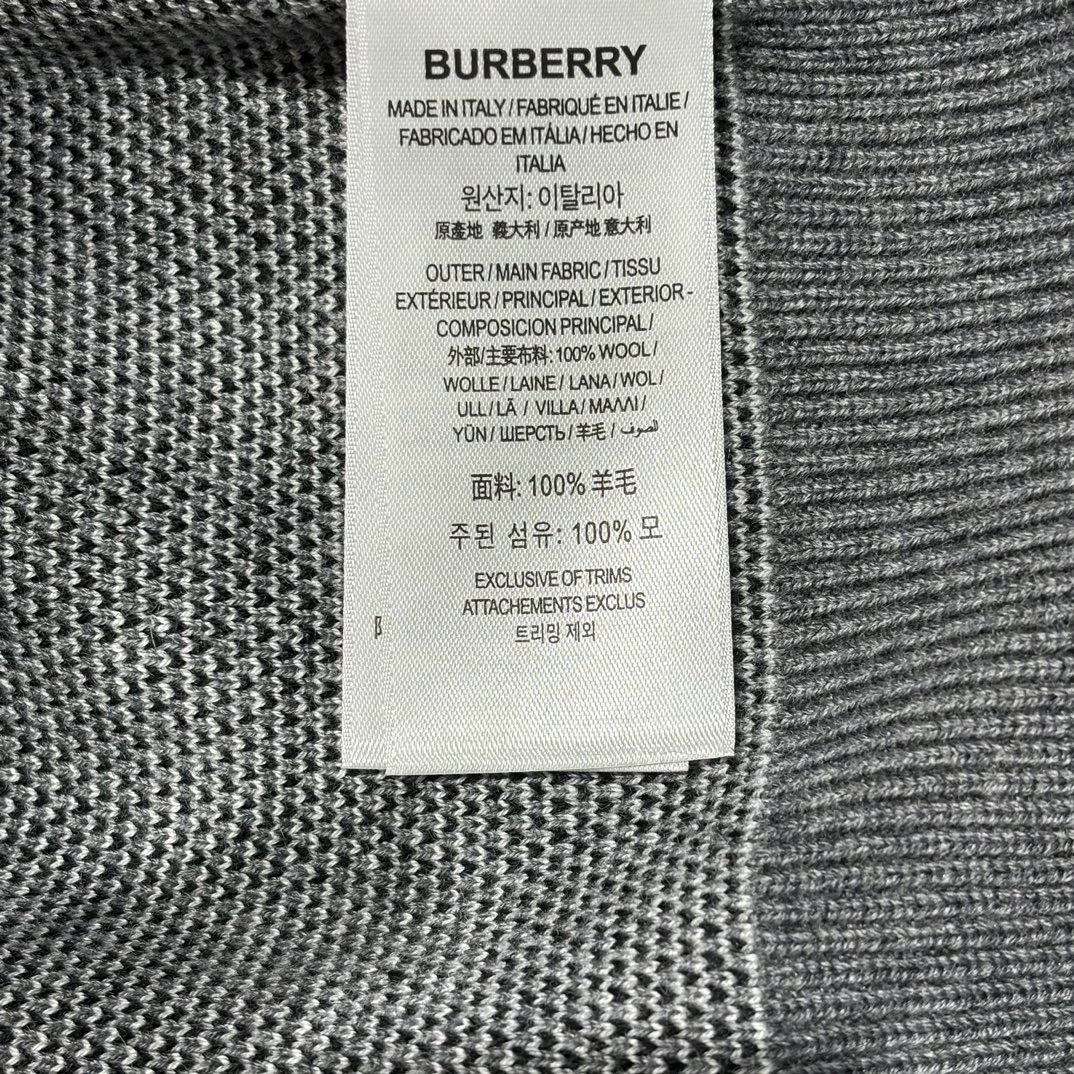 BURBERRY
MADE IN ITALY / FABRIQUÉ EN ITALIE /
FABRICADO EM ITÁLIA / HECHO EN
ITALIA
원산지: 이탈리아
原產地 義大利 / 原产地 意大利
OUTER / MAIN FABRIC / TISSU
EXTÉRIEUR / PRINCIPAL / EXTERIOR -
COMPOSICION PRINCIPAL /
外部/主要布料: 100% WOOL /
WOLLE / LAINE / LANA / WOL /
ULL / LÃ / VILLA / ΜΑΛΛΙ /
YÜN / ШЕРСТЬ / 羊毛 / الصوف
面料: 100% 羊毛
주된 섬유: 100% 모
EXCLUSIVE OF TRIMS
ATTACHEMENTS EXCLUS
트리밍 제외